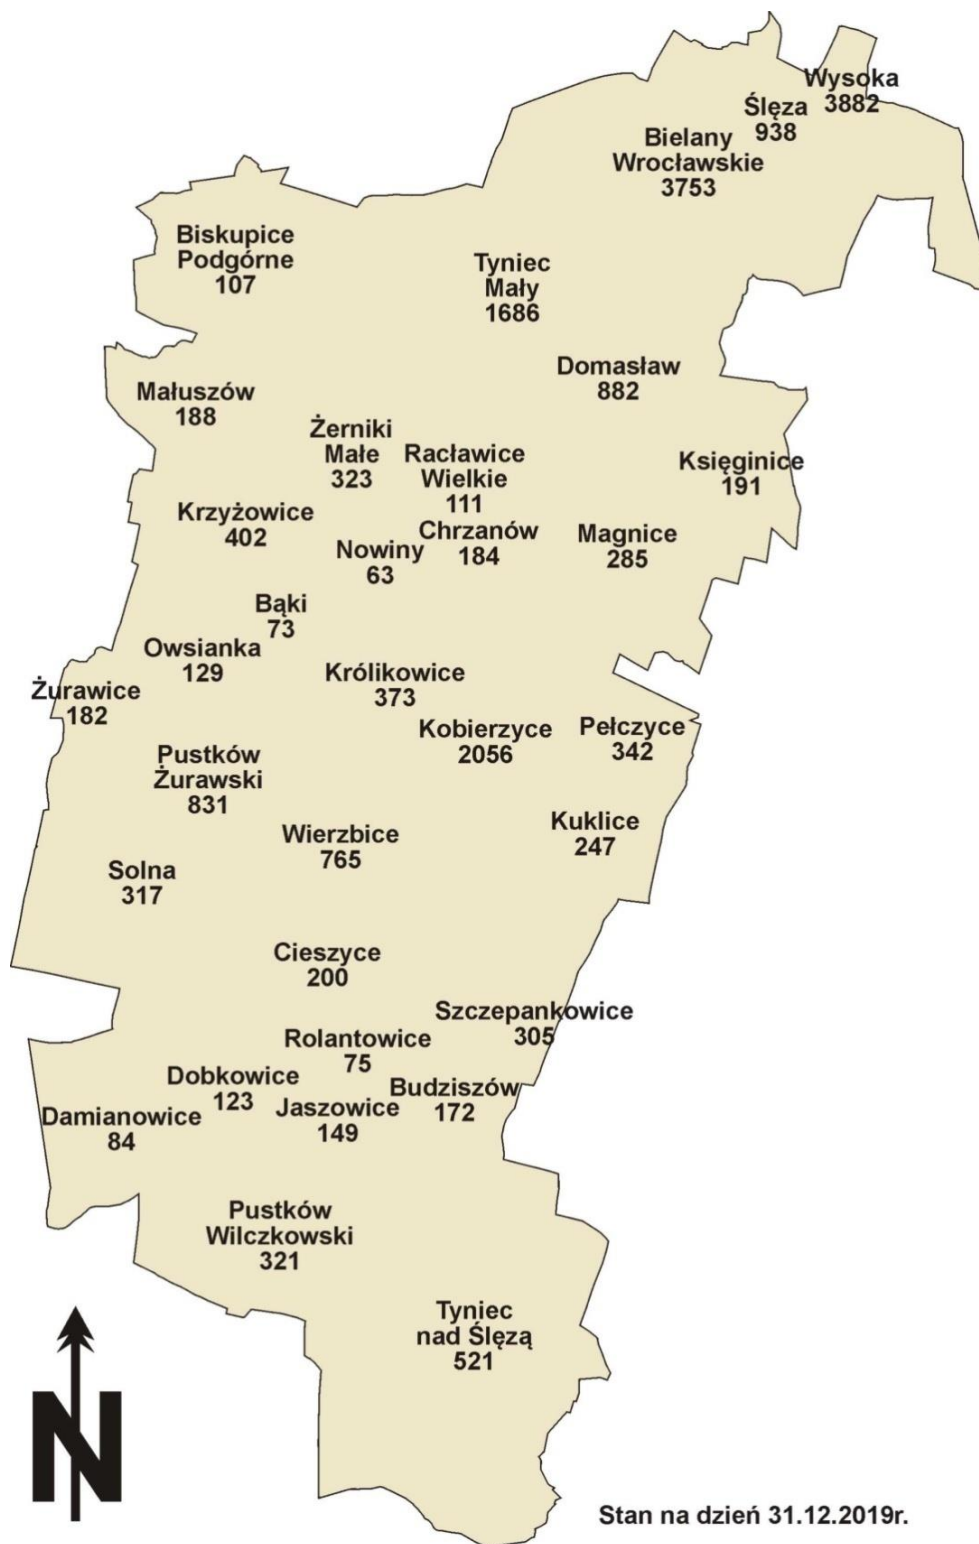 Wysoka
3882
Ślęza
938
Bielany
Wrocławskie
3753
Biskupice
Podgórne
107
Tyniec
Mały
1686
Domasław
882
Małuszów
188
Żerniki
Małe
323
Racławice
Wielkie
111
Księginice
191
Krzyżowice
402
Chrzanów
184
Magnice
285
Nowiny
63
Bąki
73
Owsianka
129
Królikowice
373
Żurawice
182
Kobierzyce
2056
Pełczyce
342
Pustków
Żurawski
831
Kuklice
247
Wierzbice
765
Solna
317
Cieszyce
200
Szczepankowice
305
Rolantowice
75
Dobkowice
123
Budziszów
172
Jaszowice
149
Damianowice
84
Pustków
Wilczkowski
321
Tyniec
nad Ślęzą
521
N
Stan na dzień 31.12.2019r.